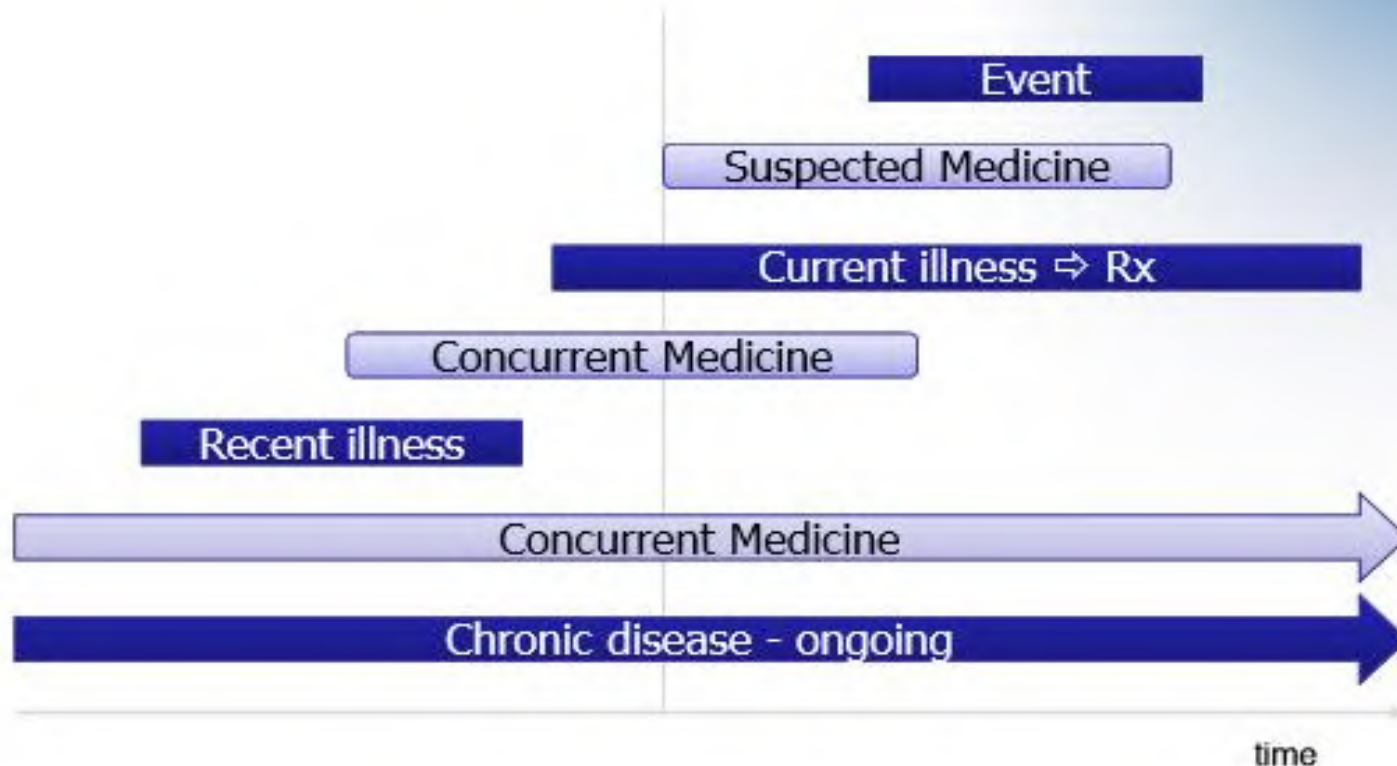 Event
Suspected Medicine
Current illness ⇨ Rx
Concurrent Medicine
Recent illness
Concurrent Medicine
Chronic disease - ongoing
time